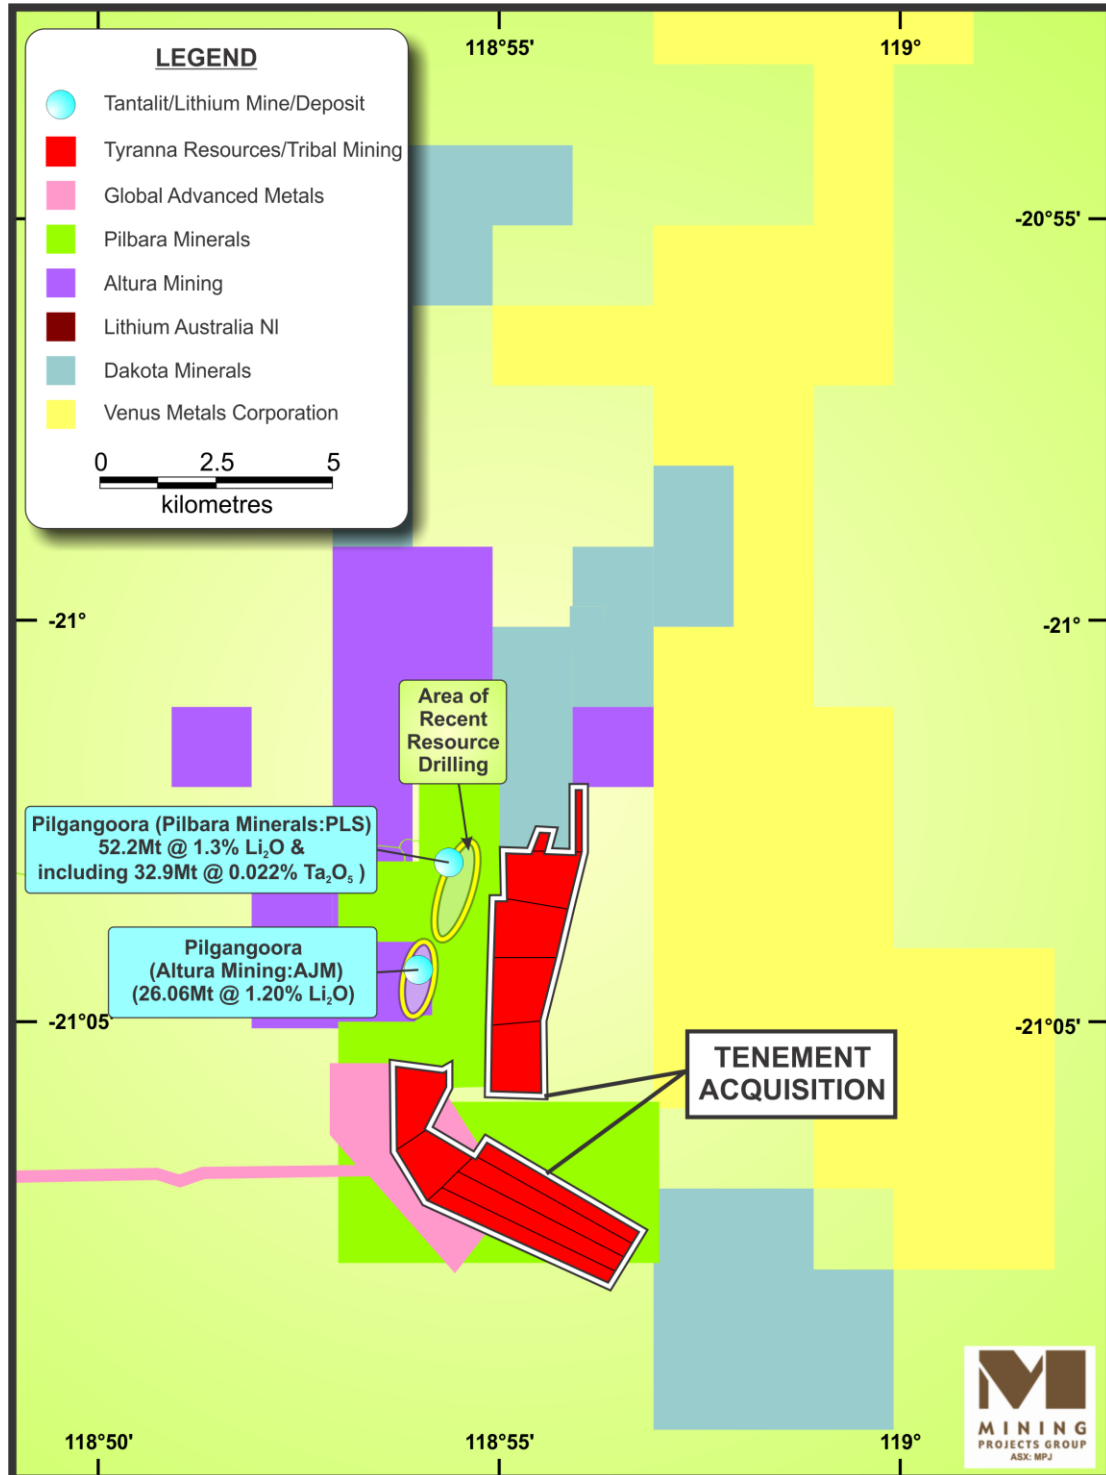 118°55'
119°
LEGEND
Tantalit/Lithium Mine/Deposit
Tyranna Resources/Tribal Mining
Global Advanced Metals
Pilbara Minerals
Altura Mining
Lithium Australia Nl
Dakota Minerals
Venus Metals Corporation
0 2.5 5
kilometres
-20°55'
-21°
-21°
Area of
Recent
Resource
Drilling
Pilgangoora (Pilbara Minerals:PLS)
52.2Mt @ 1.3% Li₂O &
including 32.9Mt @ 0.022% Ta₂O₅ )
Pilgangoora
(Altura Mining:AJM)
(26.06Mt @ 1.20% Li₂O)
-21°05'
-21°05'
TENEMENT
ACQUISITION
118°50'
118°55'
119°
M
MINING
PROJECTS GROUP
ASX: MPJ